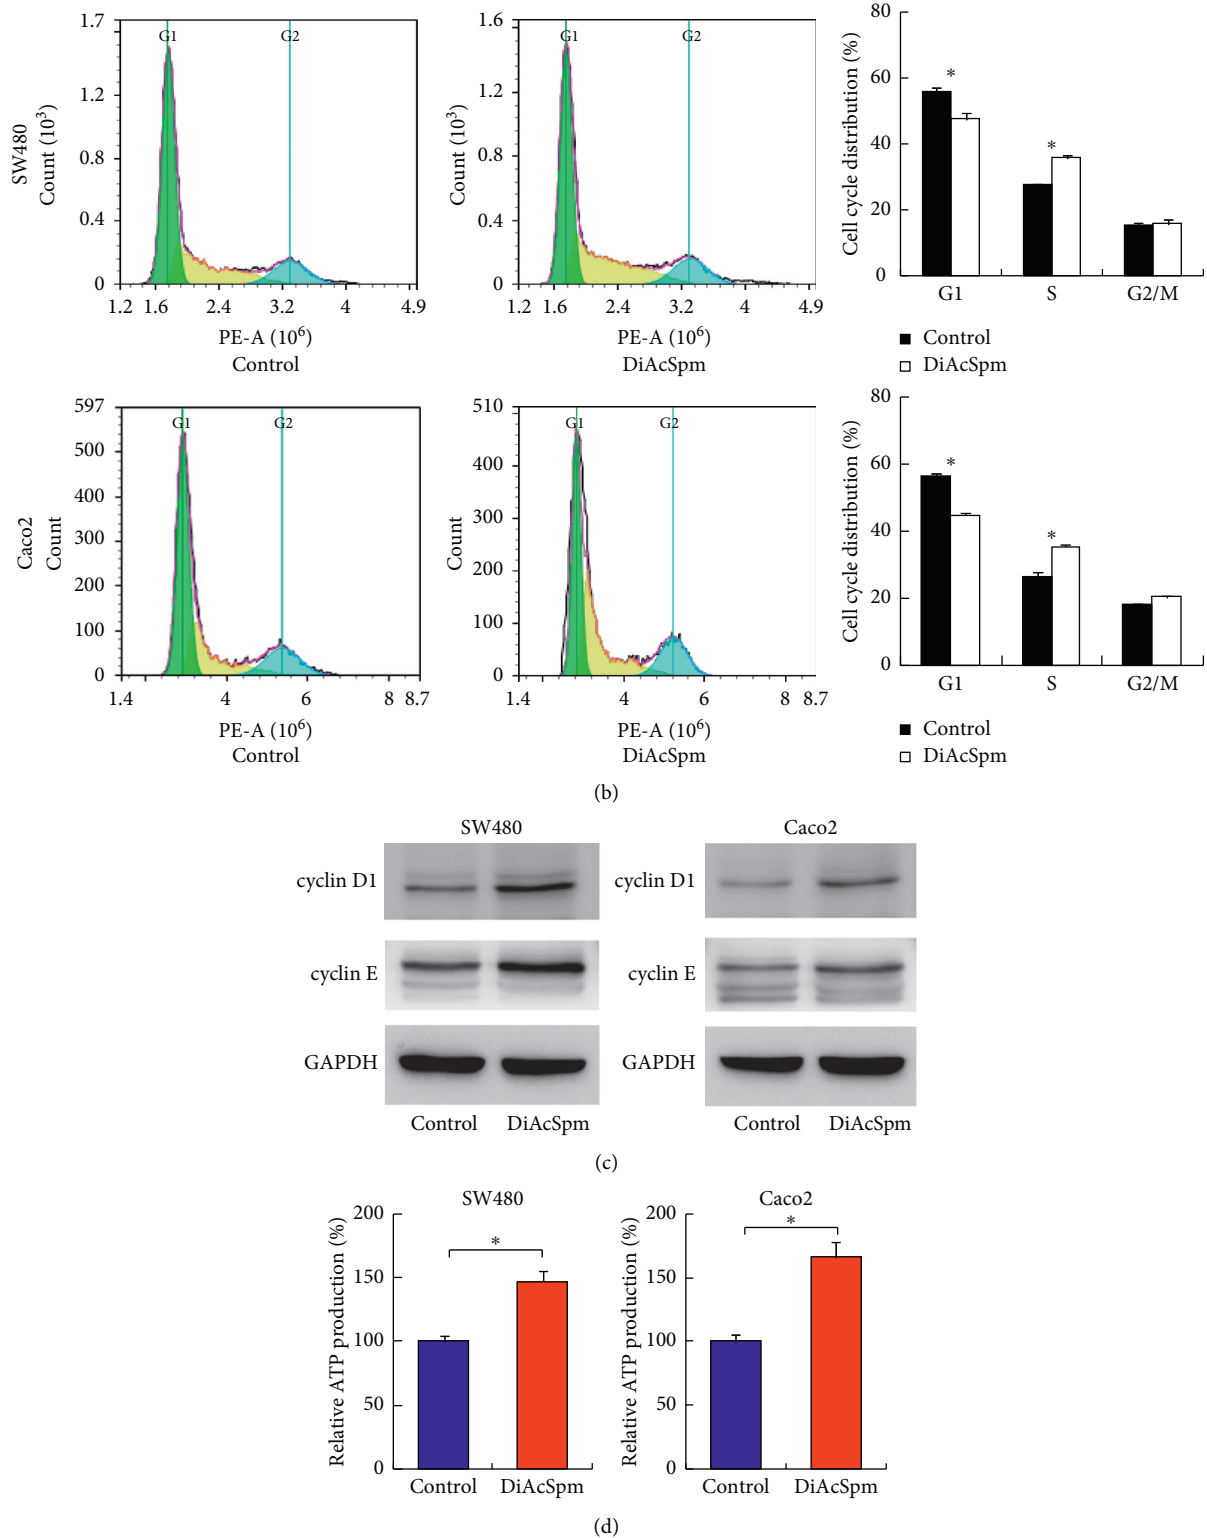 SW480
Count (10³)
1.7
1.2
0.8
0.4
0
G1
G2
1.2 1.6 2.4 3.2 4 4.9
PE-A (10⁶)
Control
Count (10³)
1.6
1.2
0.8
0.4
0
G1
G2
1.2 1.6 2.4 3.2 4 4.9
PE-A (10⁶)
DiAcSpm
Cell cycle distribution (%)
80
60
40
20
0
*
*
G1 S G2/M
Control
DiAcSpm
Caco2
Count
597
500
400
300
200
100
0
G1
G2
1.4 4 6 8 8.7
PE-A (10⁶)
Control
Count
510
400
300
200
100
0
G1
G2
1.4 4 6 8 8.7
PE-A (10⁶)
DiAcSpm
Cell cycle distribution (%)
80
60
40
20
0
*
*
G1 S G2/M
Control
DiAcSpm
(b)
SW480
cyclin D1
cyclin E
GAPDH
Control DiAcSpm
Caco2
cyclin D1
cyclin E
GAPDH
Control DiAcSpm
(c)
SW480
Relative ATP production (%)
200
150
100
50
0
*
Control DiAcSpm
Caco2
Relative ATP production (%)
200
150
100
50
0
*
Control DiAcSpm
(d)